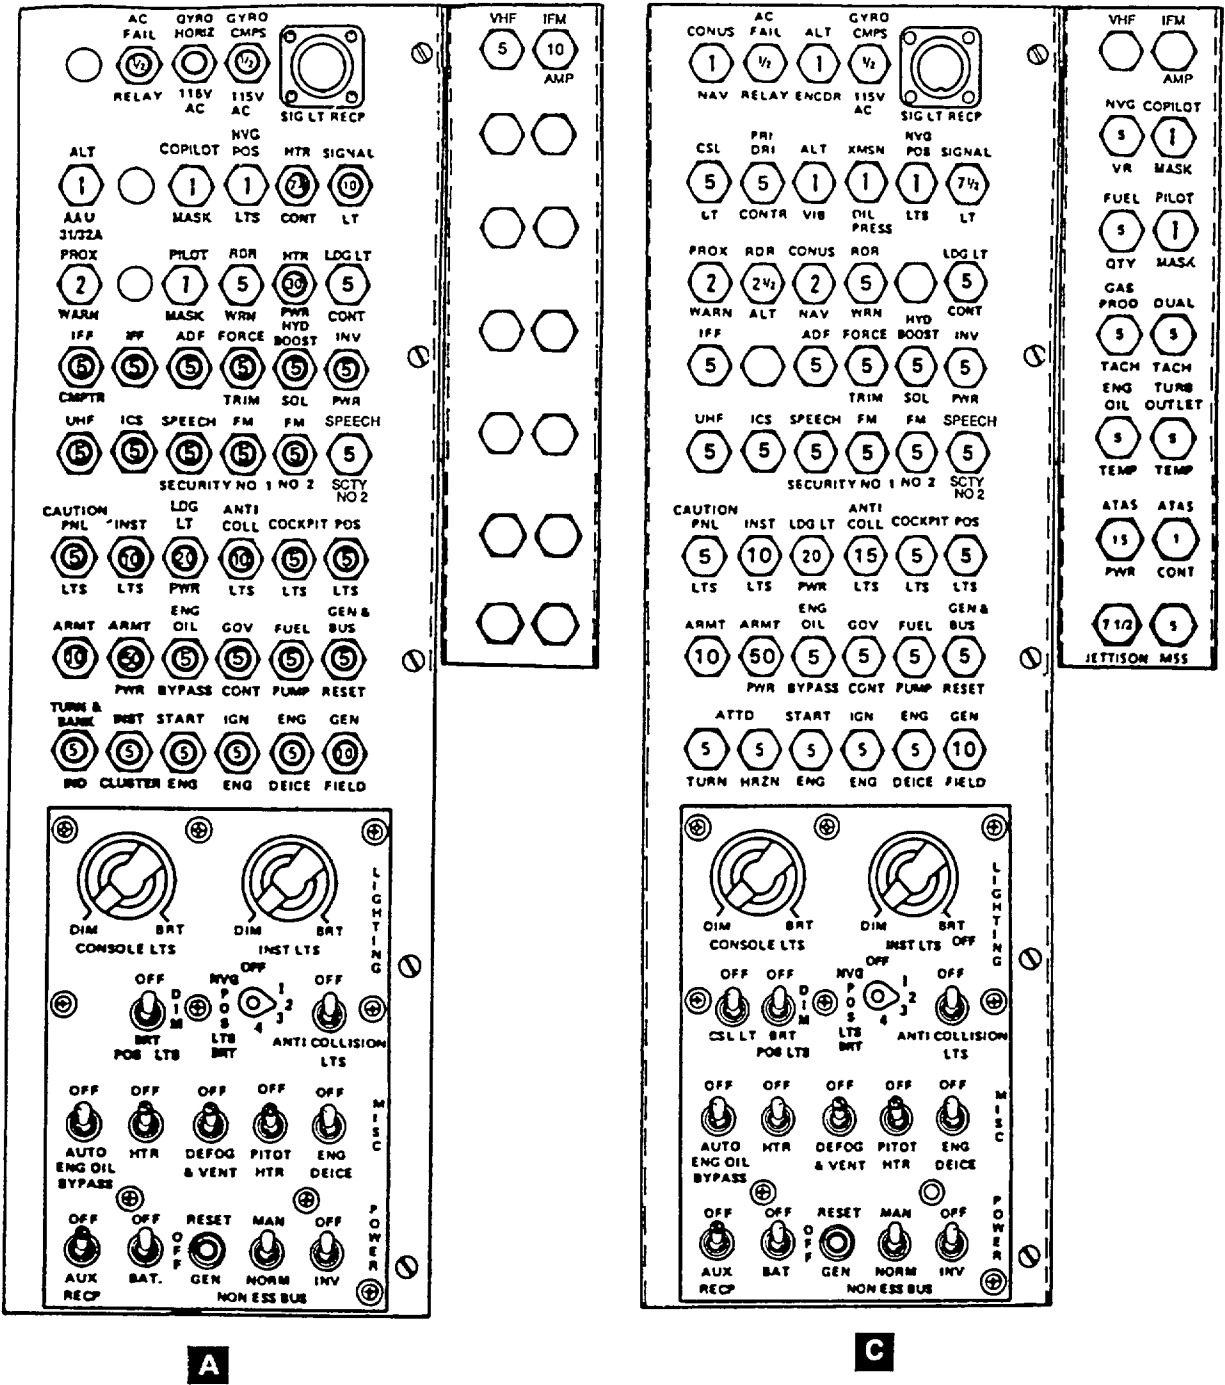 AC GYRO GYRO
FAIL HORIZ CMPS
1/2 1/2
RELAY 115V 115V
AC AC
SIG LT RECP
NVG
ALT COPILOT POS HTR SIGNAL
1 1 1 7½ 10
AAU MASK LTS CONT LT
31/32A
PROX PILOT RDR HTR LDG LT
2 1 5 30 5
WARN MASK WRN PWR CONT
HYD
IFF IFF ADF FORCE BOOST INV
5 5 5 5 5 5
CMPTR TRIM SOL PWR
UHF ICS SPEECH FM FM SPEECH
5 5 5 5 5 5
SECURITY NO 1 NO 2 SCTY
NO 2
CAUTION LDG ANTI
PNL INST LT COLL COCKPIT POS
5 10 20 10 5 5
LTS LTS PWR LTS LTS LTS
ENG GEN &
ARMT ARMT OIL GOV FUEL BUS
10 50 5 5 5 5
PWR BYPASS CONT PUMP RESET
TURN &
BANK INST START IGN ENG GEN
5 5 5 5 5 10
IND CLUSTER ENG ENG DEICE FIELD
DIM BRT DIM BRT
CONSOLE LTS INST LTS
LIGHTING
OFF NVG OFF OFF
DIM POS 1 2 3 4
BRT LTS ANTI COLLISION
POS LTS BRT LTS
OFF OFF OFF OFF OFF
MISC
AUTO HTR DEFOG PITOT ENG
ENG OIL & VENT HTR DEICE
BYPASS
OFF OFF RESET MAN OFF
POWER
OFF
AUX BAT. GEN NORM INV
RECP NON ESS BUS
VHF IFM
5 10
AMP
A
AC GYRO
CONUS FAIL ALT CMPS
1 1/2 1 1/2
NAV RELAY ENCDR 115V
AC
SIG LT RECP
PRI NVG
CSL DRI ALT XMSN POS SIGNAL
5 5 1 1 1 7 1/2
LT CONTR VIB OIL LTS LT
PRESS
PROX RDR CONUS RDR LDG LT
2 2 1/2 2 5 5
WARN ALT NAV WRN CONT
HYD
IFF ADF FORCE BOOST INV
5 5 5 5 5
TRIM SOL PWR
UHF ICS SPEECH FM FM SPEECH
5 5 5 5 5 5
SECURITY NO 1 NO 2 SCTY
NO 2
CAUTION ANTI
PNL INST LDG LT COLL COCKPIT POS
5 10 20 15 5 5
LTS LTS PWR LTS LTS LTS
ENG GEN &
ARMT ARMT OIL GOV FUEL BUS
10 50 5 5 5 5
PWR BYPASS CONT PUMP RESET
ATTD START IGN ENG GEN
5 5 5 5 5 10
TURN HRZN ENG ENG DEICE FIELD
DIM BRT DIM BRT
CONSOLE LTS INST LTS OFF
LIGHTING
OFF OFF NVG OFF OFF
DIM POS 1 2 3 4
CSL LT BRT LTS ANTI COLLISION
POS LTS BRT LTS
OFF OFF OFF OFF OFF
MISC
AUTO HTR DEFOG PITOT ENG
ENG OIL & VENT HTR DEICE
BYPASS
OFF OFF RESET MAN OFF
POWER
OFF
AUX BAT GEN NORM INV
RECP NON ESS BUS
VHF IFM
AMP
NVG COPILOT
5 1
VR MASK
FUEL PILOT
5 1
QTY MASK
GAS
PROD DUAL
5 5
TACH TACH
ENG TURB
OIL OUTLET
5 5
TEMP TEMP
ATAS ATAS
15 1
PWR CONT
7 1/2 5
JETTISON MSS
C